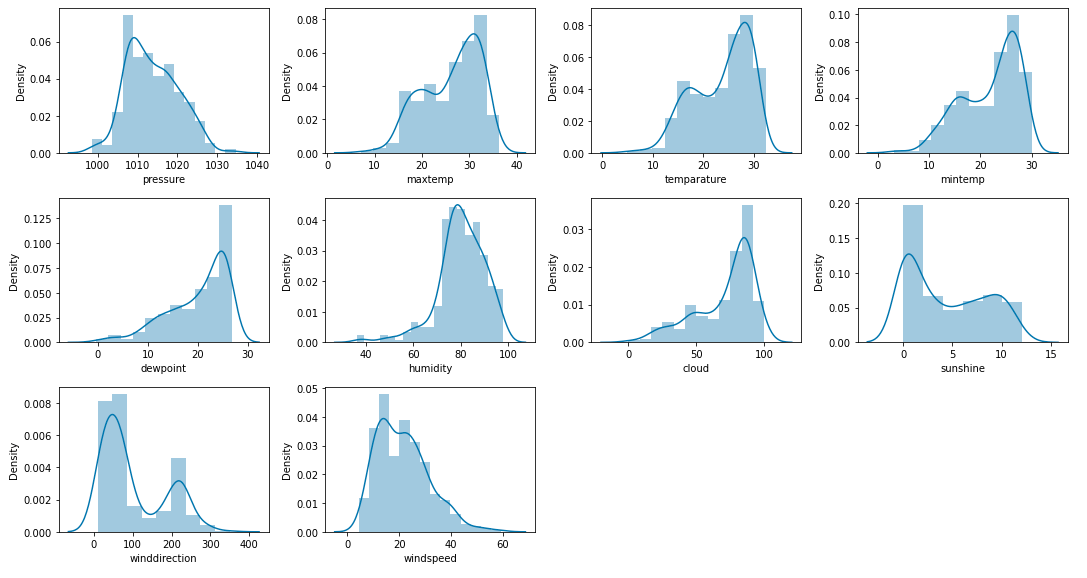 0.06
0.04
0.02
0.00
Density
1000 1010 1020 1030 1040
pressure
0.08
0.06
0.04
0.02
0.00
Density
0 10 20 30 40
maxtemp
0.08
0.06
0.04
0.02
0.00
Density
0 10 20 30
temparature
0.10
0.08
0.06
0.04
0.02
0.00
Density
0 10 20 30
mintemp
0.125
0.100
0.075
0.050
0.025
0.000
Density
0 10 20 30
dewpoint
0.04
0.03
0.02
0.01
0.00
Density
40 60 80 100
humidity
0.03
0.02
0.01
0.00
Density
0 50 100
cloud
0.20
0.15
0.10
0.05
0.00
Density
0 5 10 15
sunshine
0.008
0.006
0.004
0.002
0.000
Density
0 100 200 300 400
winddirection
0.05
0.04
0.03
0.02
0.01
0.00
Density
0 20 40 60
windspeed